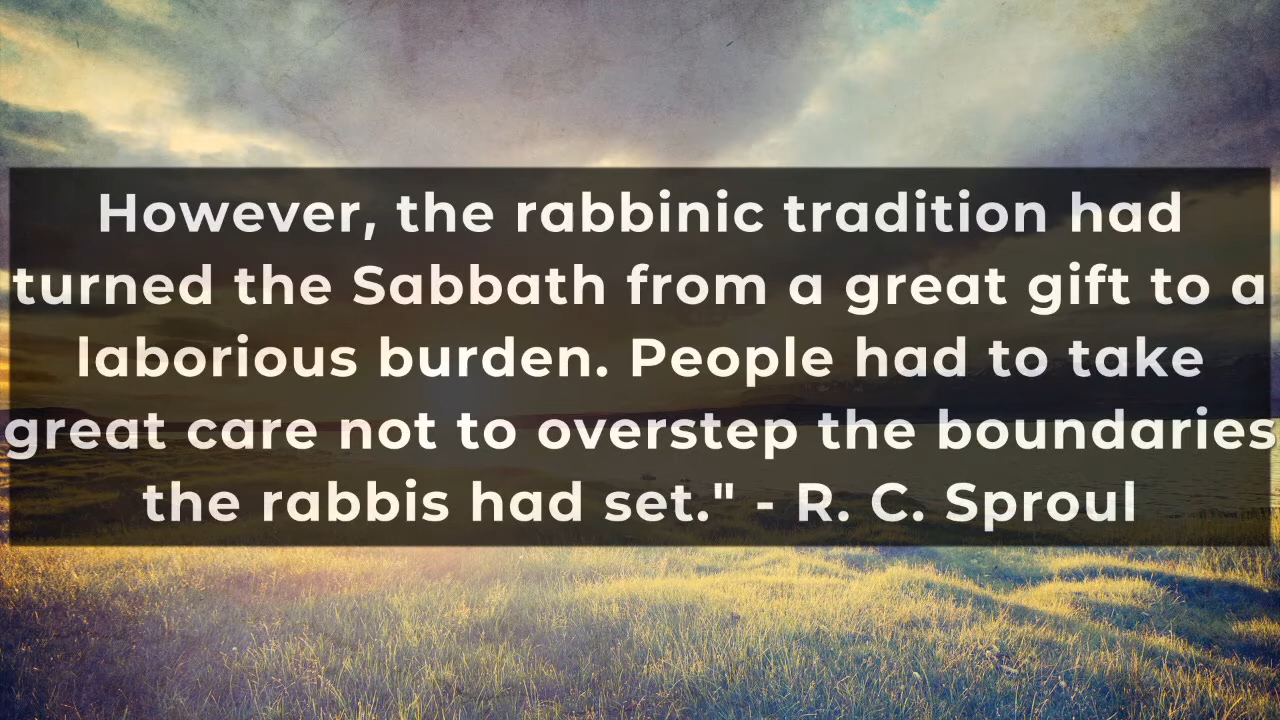 However, the rabbinic tradition had
turned the Sabbath from a great gift to a
laborious burden. People had to take
great care not to overstep the boundaries
the rabbis had set." - R. C. Sproul